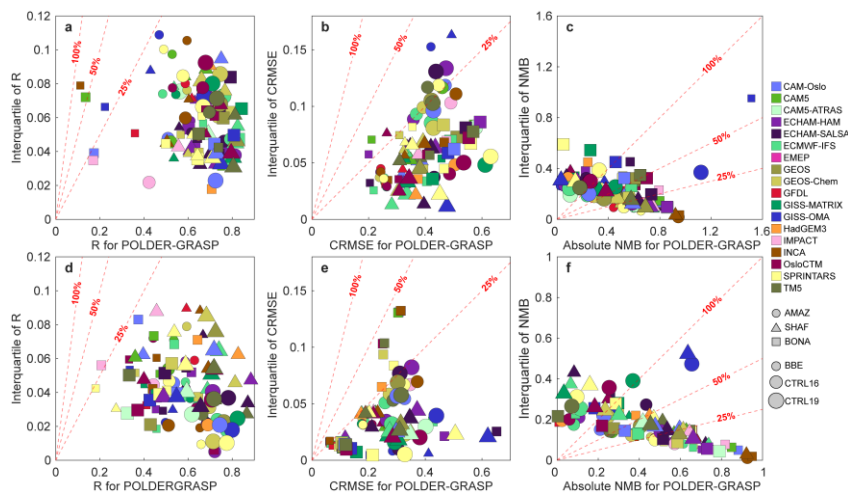 a
100%
50%
25%
Interquartile of R
0.12
0.1
0.08
0.06
0.04
0.02
0
0 0.2 0.4 0.6 0.8
R for POLDER-GRASP
b
100%
50%
25%
Interquartile of CRMSE
0.15
0.1
0.05
0
0 0.2 0.4 0.6
CRMSE for POLDER-GRASP
c
100%
50%
25%
Interquartile of NMB
1.6
1.2
0.8
0.4
0
0 0.4 0.8 1.2 1.6
Absolute NMB for POLDER-GRASP
d
100%
50%
25%
Interquartile of R
0.12
0.1
0.08
0.06
0.04
0.02
0
0 0.2 0.4 0.6 0.8
R for POLDERGRASP
e
100%
50%
25%
Interquartile of CRMSE
0.15
0.1
0.05
0
0 0.2 0.4 0.6
CRMSE for POLDER-GRASP
f
100%
50%
25%
Interquartile of NMB
1
0.8
0.6
0.4
0.2
0
0 0.2 0.4 0.6 0.8 1
Absolute NMB for POLDER-GRASP
CAM-Oslo
CAM5
CAM5-ATRAS
ECHAM-HAM
ECHAM-SALSA
ECMWF-IFS
EMEP
GEOS
GEOS-Chem
GFDL
GISS-MATRIX
GISS-OMA
HadGEM3
IMPACT
INCA
OsloCTM
SPRINTARS
TM5
AMAZ
SHAF
BONA
BBE
CTRL16
CTRL19